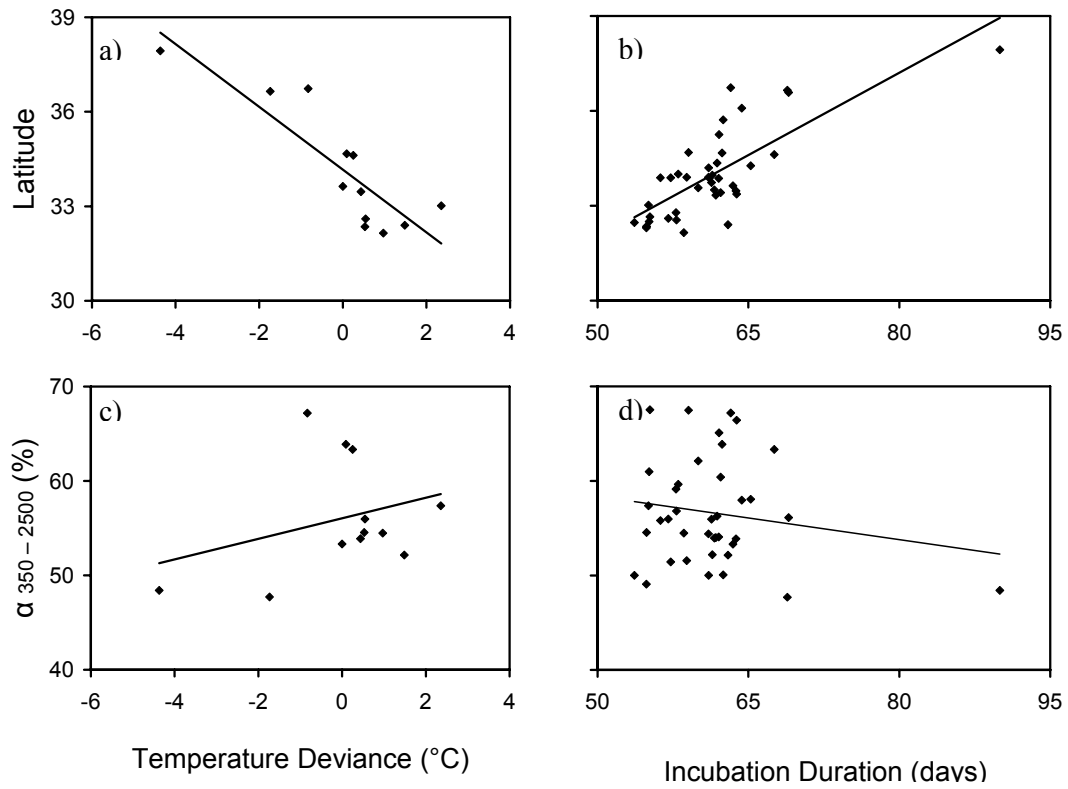 39
36
33
30
Latitude
a)
-6 -4 -2 0 2 4
b)
50 65 80 95
70
60
50
40
α 350 – 2500 (%)
c)
-6 -4 -2 0 2 4
Temperature Deviance (°C)
d)
50 65 80 95
Incubation Duration (days)